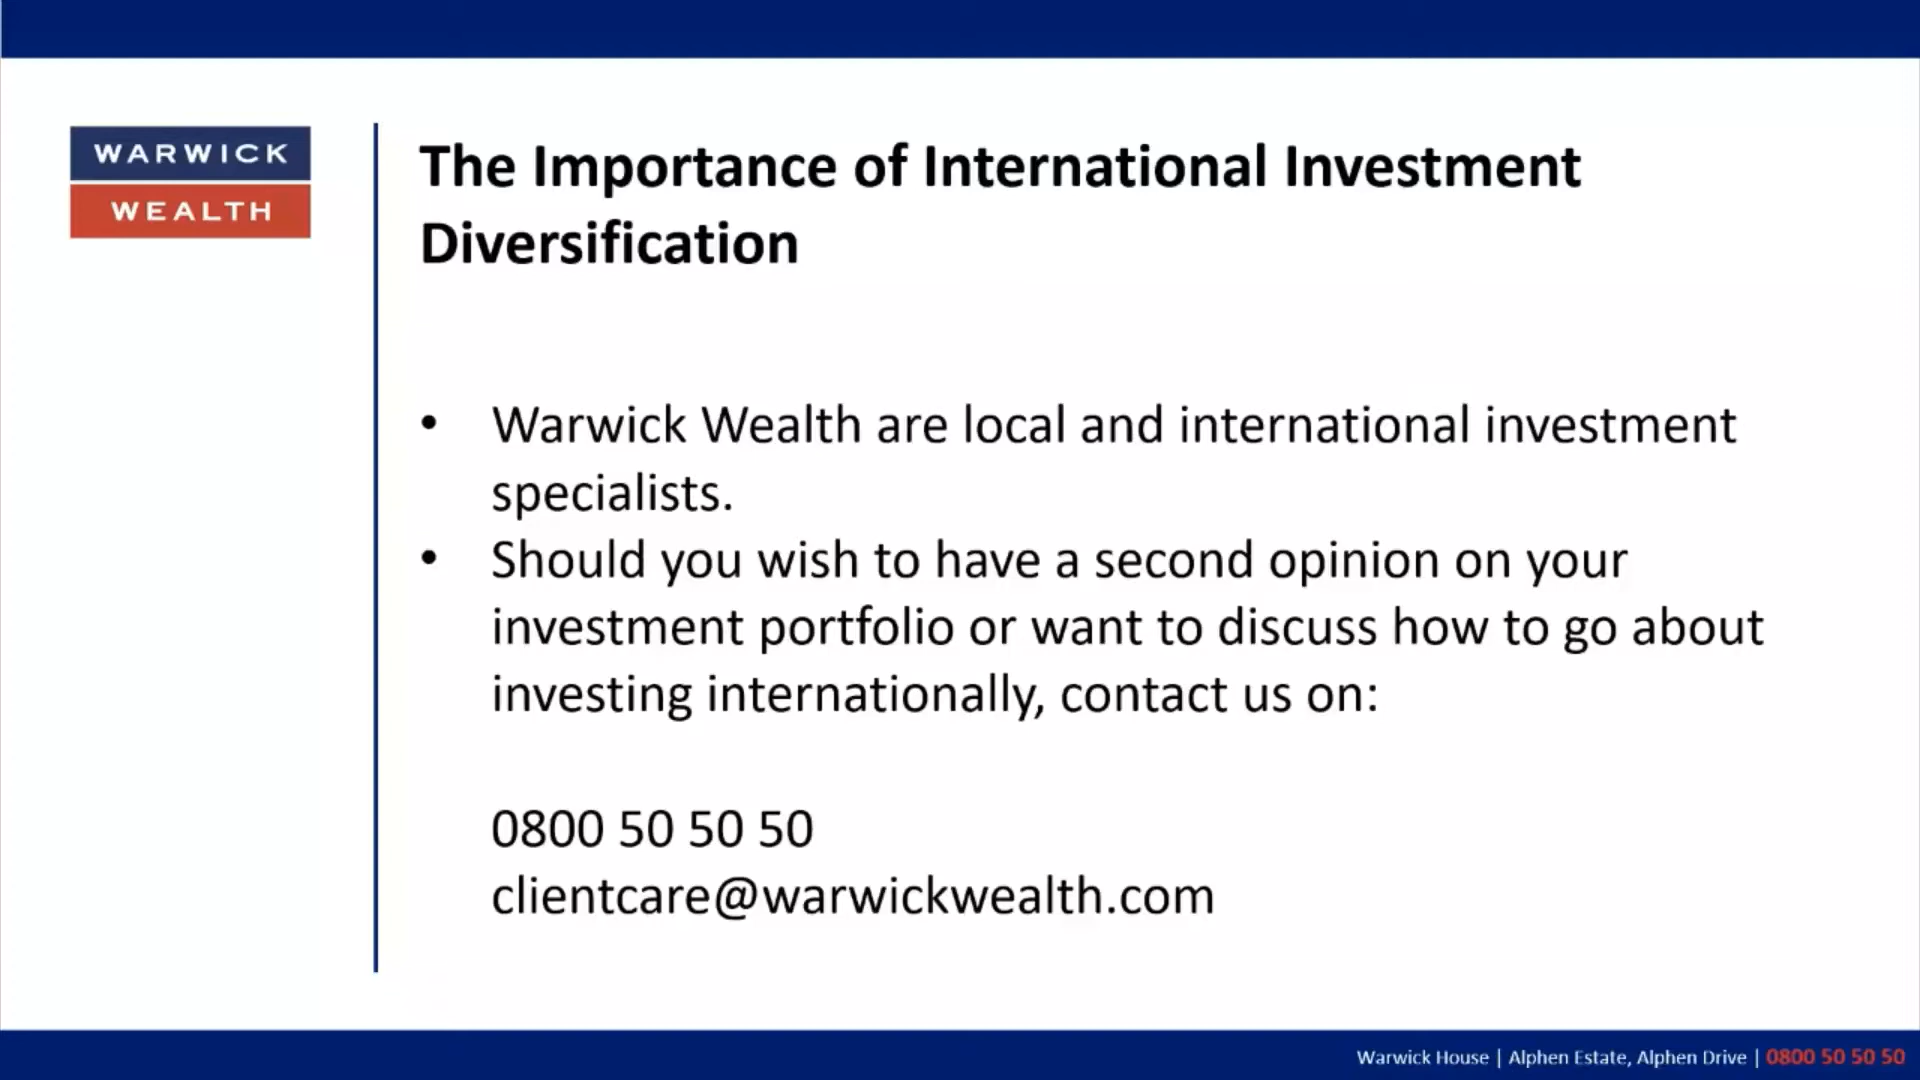 WARWICK
WEALTH
The Importance of International Investment
Diversification
• Warwick Wealth are local and international investment
specialists.
• Should you wish to have a second opinion on your
investment portfolio or want to discuss how to go about
investing internationally, contact us on:
0800 50 50 50
clientcare@warwickwealth.com
Warwick House | Alphen Estate, Alphen Drive | 0800 50 50 50